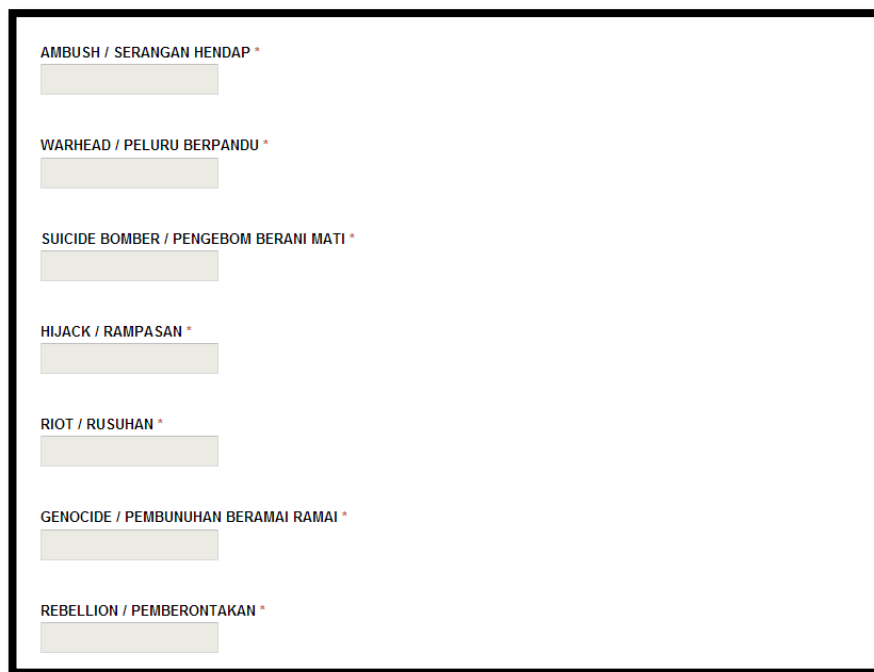 AMBUSH / SERANGAN HENDAP *
WARHEAD / PELURU BERPANDU *
SUICIDE BOMBER / PENGEBOM BERANI MATI *
HIJACK / RAMPASAN *
RIOT / RUSUHAN *
GENOCIDE / PEMBUNUHAN BERAMAI RAMAI *
REBELLION / PEMBERONTAKAN *